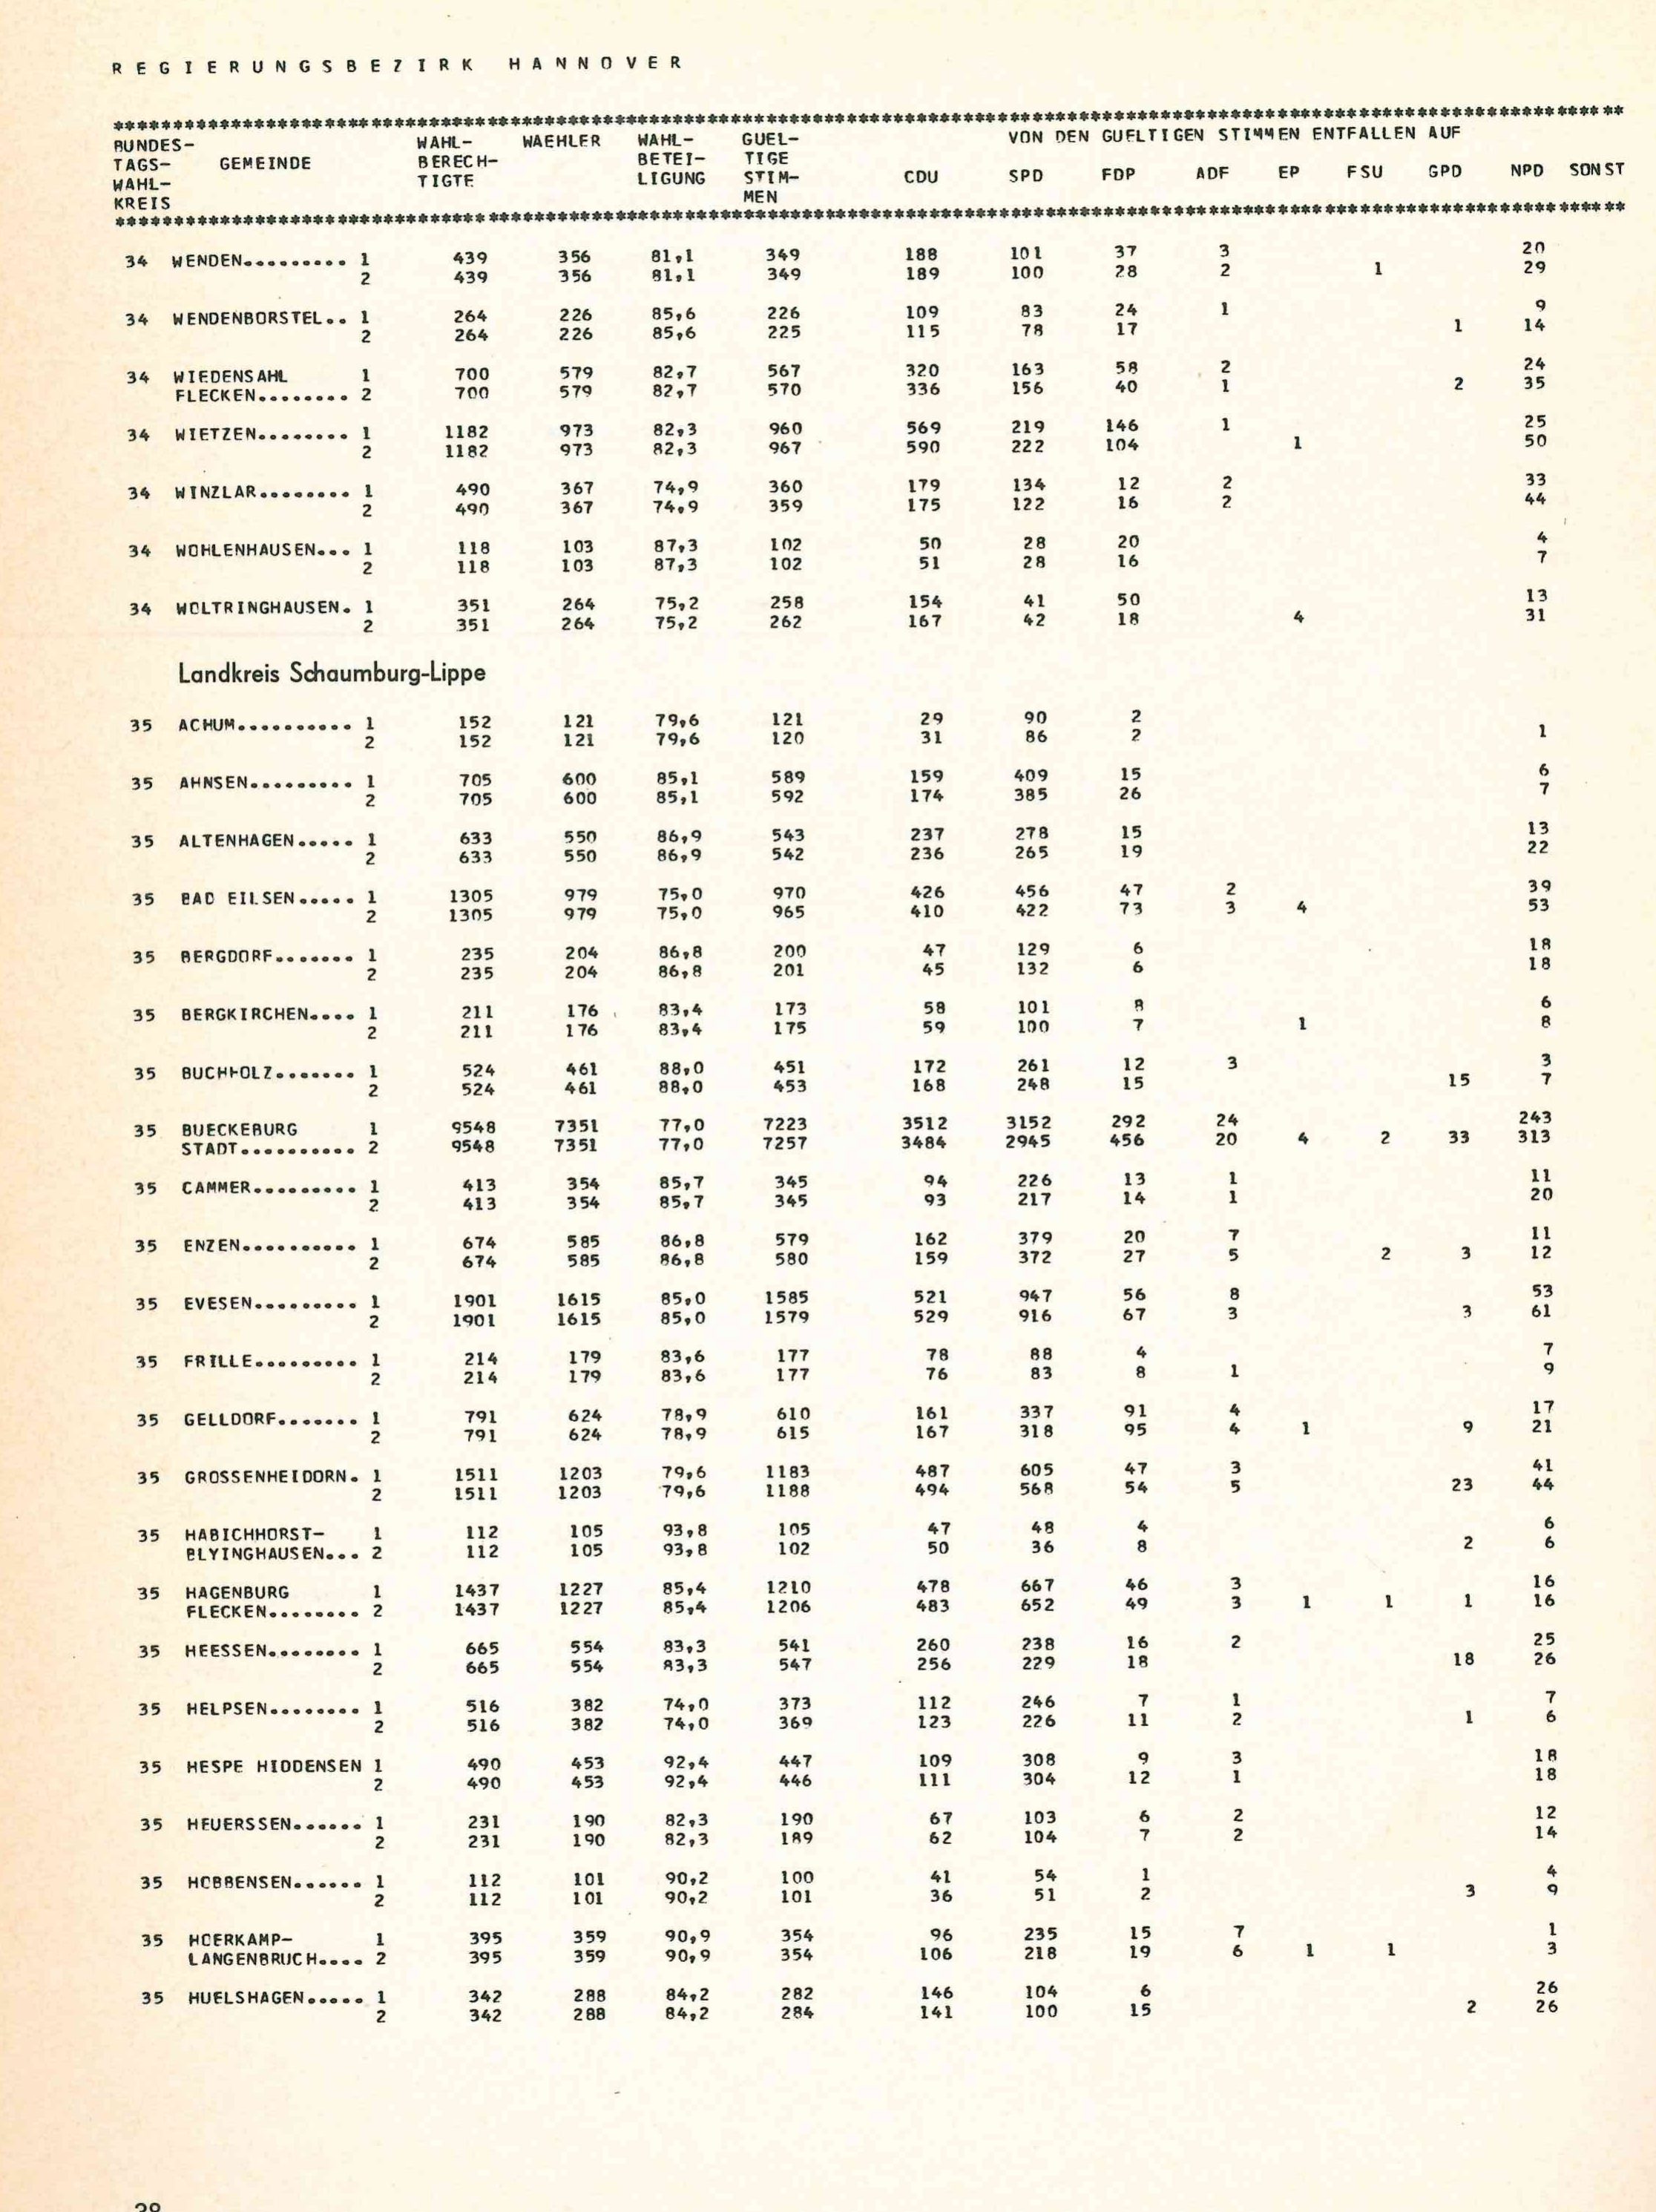 REGIERUNGSBEZIRK HANNOVER
BUNDES- WAHL- WAEHLER WAHL- GUEL- VON DEN GUELTIGEN STIMMEN ENTFALLEN AUF
TAGS- GEMEINDE BERECH- BETEI- TIGE
WAHL- TIGTE LIGUNG STIM- CDU SPD FDP ADF EP FSU GPD NPD SONST
KREIS MEN
34 WENDEN......... 1 439 356 81,1 349 188 101 37 3 20
2 439 356 81,1 349 189 100 28 2 1 29
34 WENDENBORSTEL.. 1 264 226 85,6 226 109 83 24 1 9
2 264 226 85,6 225 115 78 17 1 14
34 WIEDENSAHL 1 700 579 82,7 567 320 163 58 2 24
FLECKEN........ 2 700 579 82,7 570 336 156 40 1 2 35
34 WIETZEN........ 1 1182 973 82,3 960 569 219 146 1 25
2 1182 973 82,3 967 590 222 104 1 50
34 WINZLAR........ 1 490 367 74,9 360 179 134 12 2 33
2 490 367 74,9 359 175 122 16 2 44
34 WOHLENHAUSEN... 1 118 103 87,3 102 50 28 20 4
2 118 103 87,3 102 51 28 16 7
34 WOLTRINGHAUSEN. 1 351 264 75,2 258 154 41 50 13
2 351 264 75,2 262 167 42 18 4 31
Landkreis Schaumburg-Lippe
35 ACHUM.......... 1 152 121 79,6 121 29 90 2
2 152 121 79,6 120 31 86 2 1
35 AHNSEN......... 1 705 600 85,1 589 159 409 15 6
2 705 600 85,1 592 174 385 26 7
35 ALTENHAGEN..... 1 633 550 86,9 543 237 278 15 13
2 633 550 86,9 542 236 265 19 22
35 BAD EILSEN..... 1 1305 979 75,0 970 426 456 47 2 39
2 1305 979 75,0 965 410 422 73 3 4 53
35 BERGDORF....... 1 235 204 86,8 200 47 129 6 18
2 235 204 86,8 201 45 132 6 18
35 BERGKIRCHEN.... 1 211 176 83,4 173 58 101 8 6
2 211 176 83,4 175 59 100 7 1 8
35 BUCHHOLZ....... 1 524 461 88,0 451 172 261 12 3 3
2 524 461 88,0 453 168 248 15 15 7
35 BUECKEBURG 1 9548 7351 77,0 7223 3512 3152 292 24 243
STADT.......... 2 9548 7351 77,0 7257 3484 2945 456 20 4 2 33 313
35 CAMMER......... 1 413 354 85,7 345 94 226 13 1 11
2 413 354 85,7 345 93 217 14 1 20
35 ENZEN.......... 1 674 585 86,8 579 162 379 20 7 11
2 674 585 86,8 580 159 372 27 5 2 3 12
35 EVESEN......... 1 1901 1615 85,0 1585 521 947 56 8 53
2 1901 1615 85,0 1579 529 916 67 3 3 61
35 FRILLE......... 1 214 179 83,6 177 78 88 4 7
2 214 179 83,6 177 76 83 8 1 9
35 GELLDORF....... 1 791 624 78,9 610 161 337 91 4 17
2 791 624 78,9 615 167 318 95 4 1 9 21
35 GROSSENHEIDORN. 1 1511 1203 79,6 1183 487 605 47 3 41
2 1511 1203 79,6 1188 494 568 54 5 23 44
35 HABICHHORST- 1 112 105 93,8 105 47 48 4 6
BLYINGHAUSEN... 2 112 105 93,8 102 50 36 8 2 6
35 HAGENBURG 1 1437 1227 85,4 1210 478 667 46 3 16
FLECKEN........ 2 1437 1227 85,4 1206 483 652 49 3 1 1 1 16
35 HEESSEN........ 1 665 554 83,3 541 260 238 16 2 25
2 665 554 83,3 547 256 229 18 18 26
35 HELPSEN........ 1 516 382 74,0 373 112 246 7 1 7
2 516 382 74,0 369 123 226 11 2 1 6
35 HESPE HIDDENSEN 1 490 453 92,4 447 109 308 9 3 18
2 490 453 92,4 446 111 304 12 1 18
35 HEUERSSEN...... 1 231 190 82,3 190 67 103 6 2 12
2 231 190 82,3 189 62 104 7 2 14
35 HOBBENSEN...... 1 112 101 90,2 100 41 54 1 4
2 112 101 90,2 101 36 51 2 3 9
35 HOERKAMP- 1 395 359 90,9 354 96 235 15 7 1
LANGENBRUCH.... 2 395 359 90,9 354 106 218 19 6 1 1 3
35 HUELSHAGEN..... 1 342 288 84,2 282 146 104 6 26
2 342 288 84,2 284 141 100 15 2 26